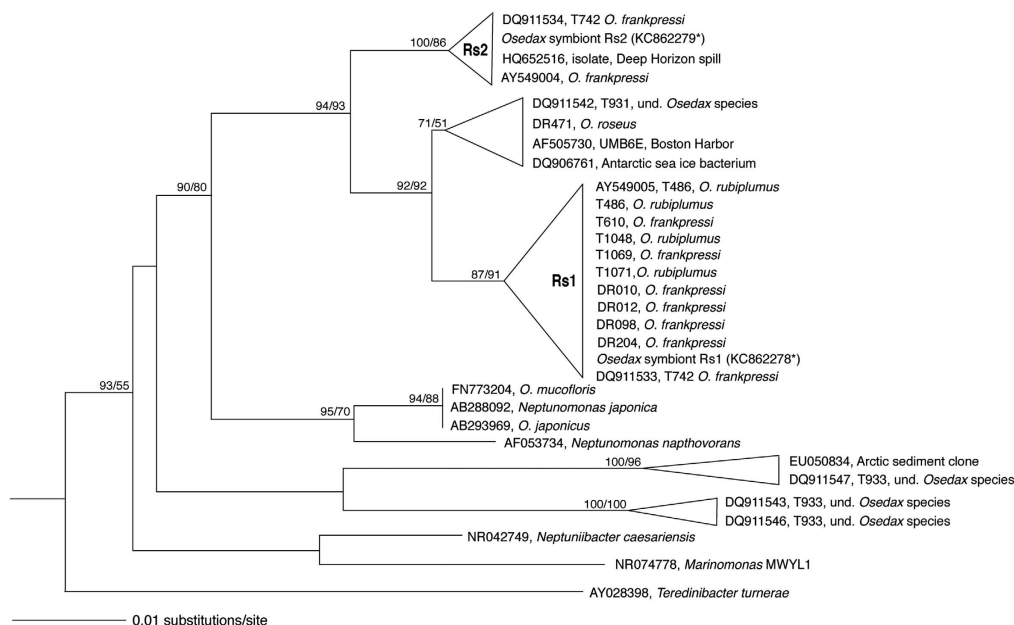 DQ911534, T742 O. frankpressi
100/86
Rs2
Osedax symbiont Rs2 (KC862279*)
HQ652516, isolate, Deep Horizon spill
AY549004, O. frankpressi
94/93
DQ911542, T931, und. Osedax species
71/51
DR471, O. roseus
AF505730, UMB6E, Boston Harbor
DQ906761, Antarctic sea ice bacterium
90/80
92/92
AY549005, T486, O. rubiplumus
T486, O. rubiplumus
T610, O. frankpressi
T1048, O. rubiplumus
T1069, O. frankpressi
87/91
Rs1
T1071,O. rubiplumus
DR010, O. frankpressi
DR012, O. frankpressi
DR098, O. frankpressi
DR204, O. frankpressi
Osedax symbiont Rs1 (KC862278*)
DQ911533, T742 O. frankpressi
93/55
95/70
94/88
FN773204, O. mucofloris
AB288092, Neptunomonas japonica
AB293969, O. japonicus
AF053734, Neptunomonas napthovorans
100/96
EU050834, Arctic sediment clone
DQ911547, T933, und. Osedax species
100/100
DQ911543, T933, und. Osedax species
DQ911546, T933, und. Osedax species
NR042749, Neptuniibacter caesariensis
NR074778, Marinomonas MWYL1
AY028398, Teredinibacter turnerae
0.01 substitutions/site